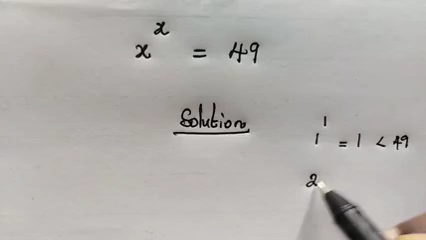 x^x = 49
Solution
1^1 = 1 < 49
2